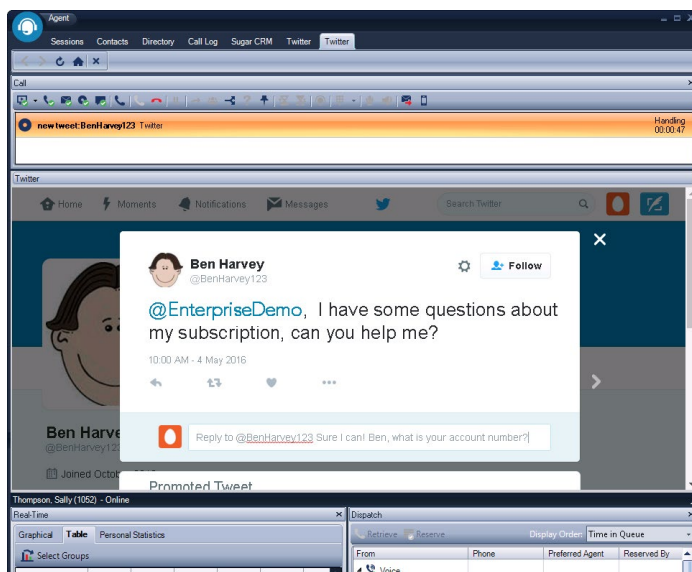 Agent
Sessions Contacts Directory Call Log Sugar CRM Twitter Twitter
Call
new tweet:BenHarvey123 Twitter
Handling
00:00:47
Twitter
Home Moments Notifications Messages Search Twitter
Ben Harvey
@BenHarvey123
Follow
@EnterpriseDemo, I have some questions about
my subscription, can you help me?
10:00 AM - 4 May 2016
Reply to @BenHarvey123 Sure I can! Ben, what is your account number?
Ben Harve
@BenHarvey12
Joined Octob
Promoted Tweet
Thompson, Sally (1052) - Online
Real-Time
Graphical Table Personal Statistics
Select Groups
Dispatch
Retrieve Reserve Display Order: Time in Queue
From Phone Preferred Agent Reserved By
Voice